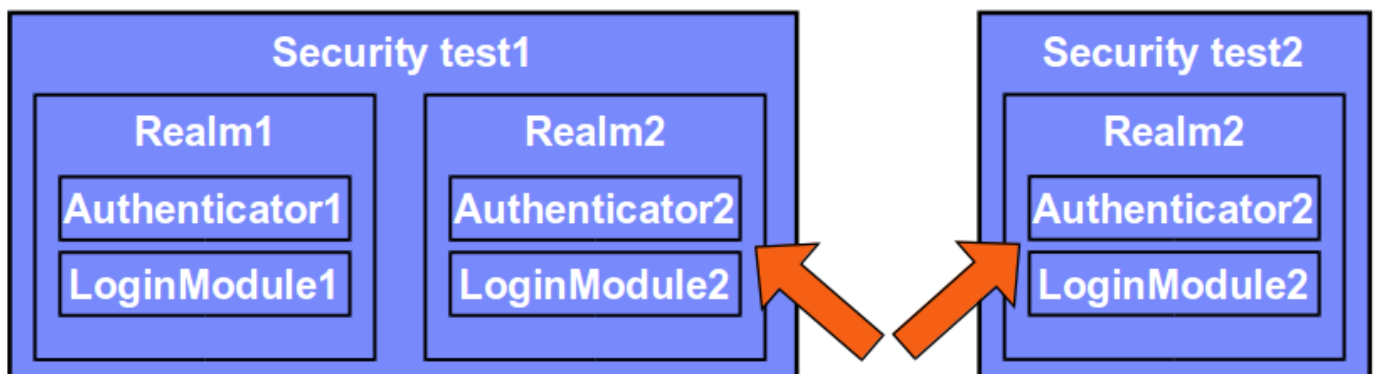 Security test1
Realm1
Authenticator1
LoginModule1
Realm2
Authenticator2
LoginModule2
Security test2
Realm2
Authenticator2
LoginModule2